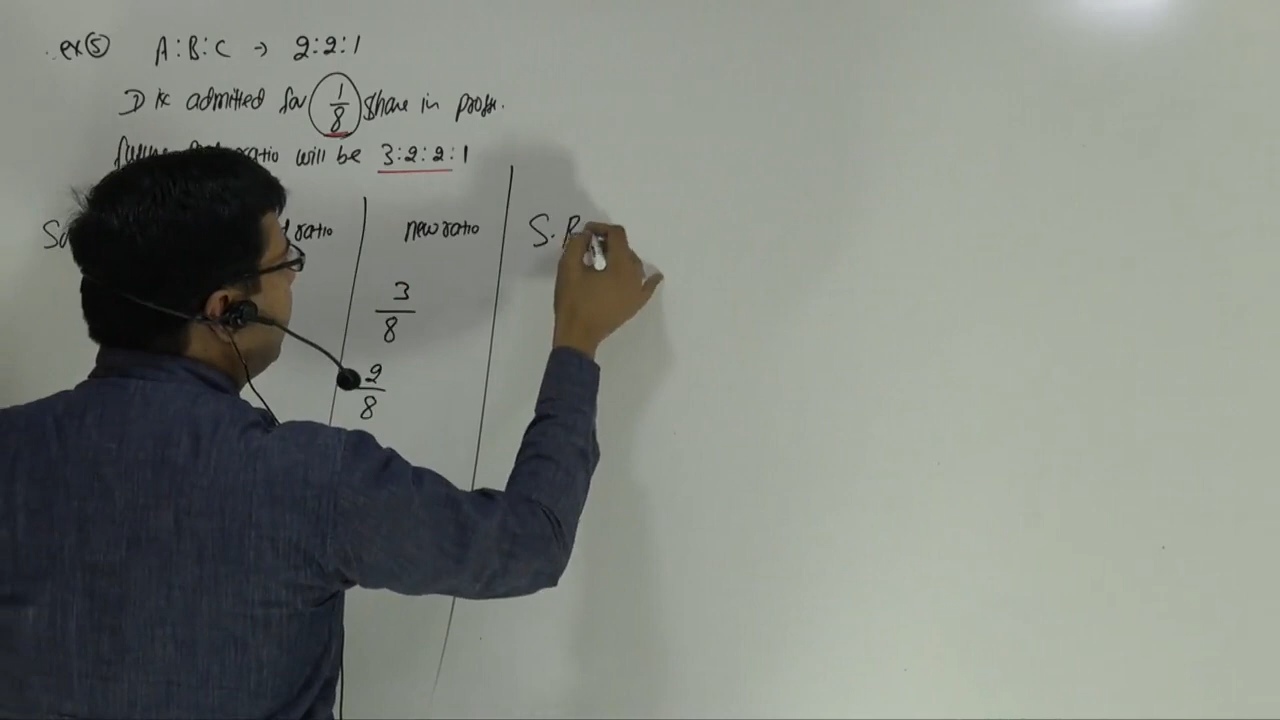 ex⑤ A:B:C → 2:2:1
D is admitted for 1/8 share in profit.
ratio will be 3:2:2:1
ratio new ratio S.R
3/8
2/8